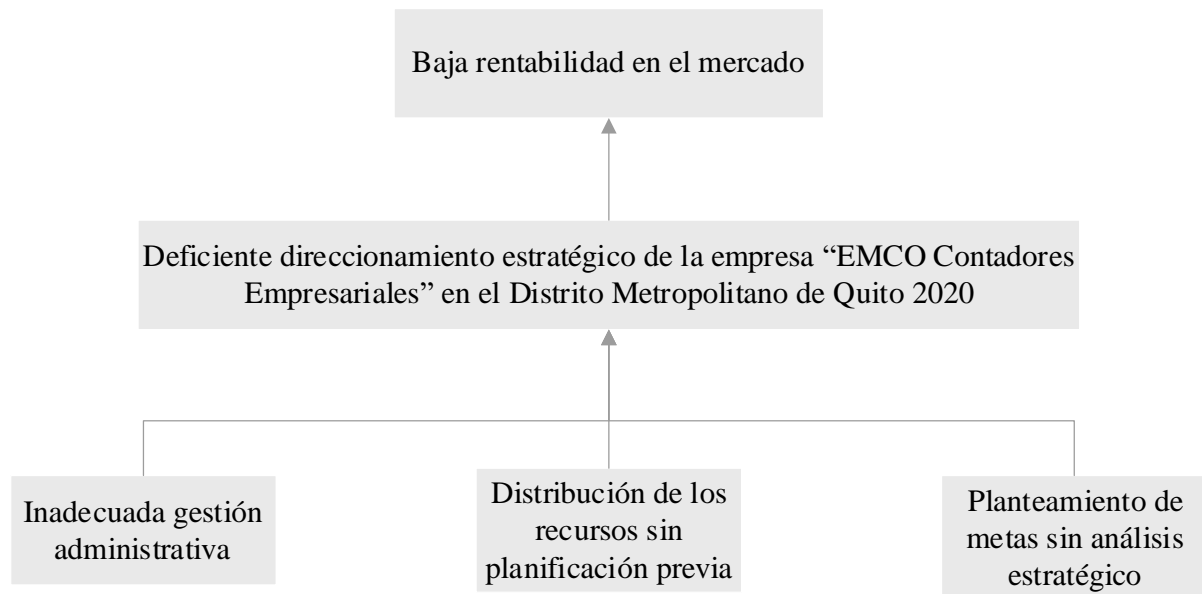 Baja rentabilidad en el mercado
Deficiente direccionamiento estratégico de la empresa “EMCO Contadores
Empresariales” en el Distrito Metropolitano de Quito 2020
Inadecuada gestión
administrativa
Distribución de los
recursos sin
planificación previa
Planteamiento de
metas sin análisis
estratégico